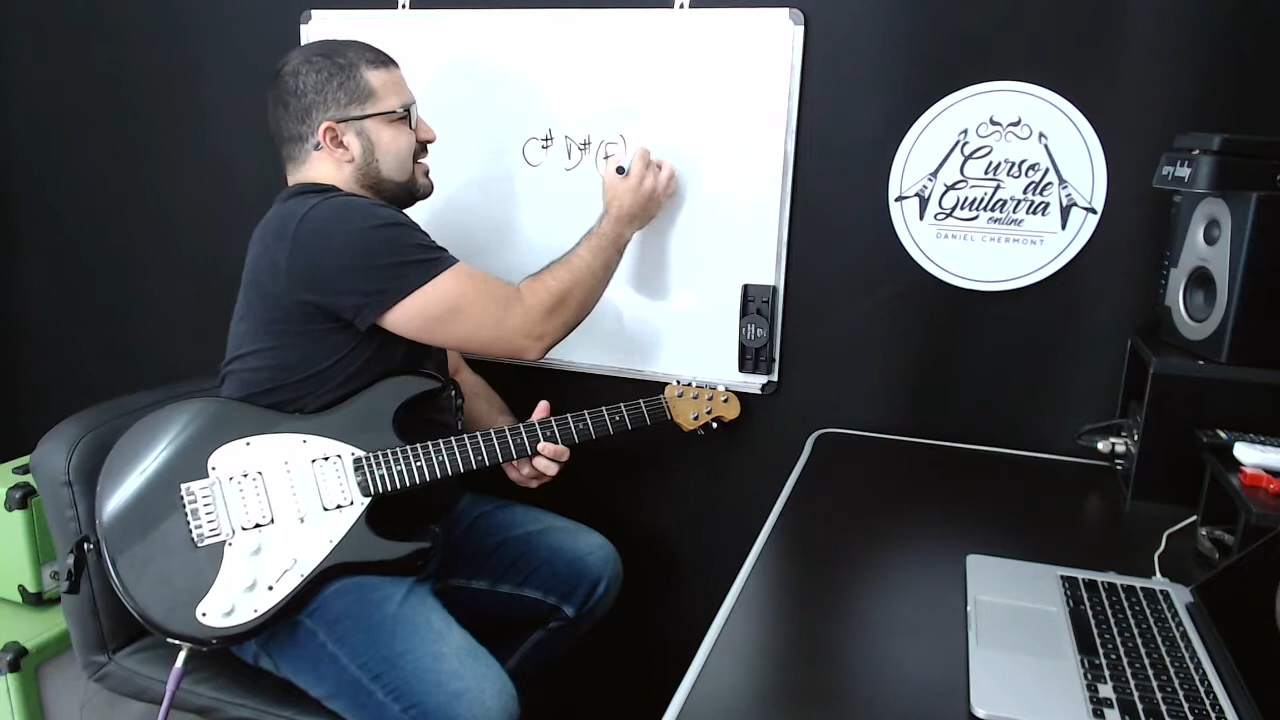 C# D# (F)
Curso
de
Guitarra
online
DANIEL CHERMONT
cry baby